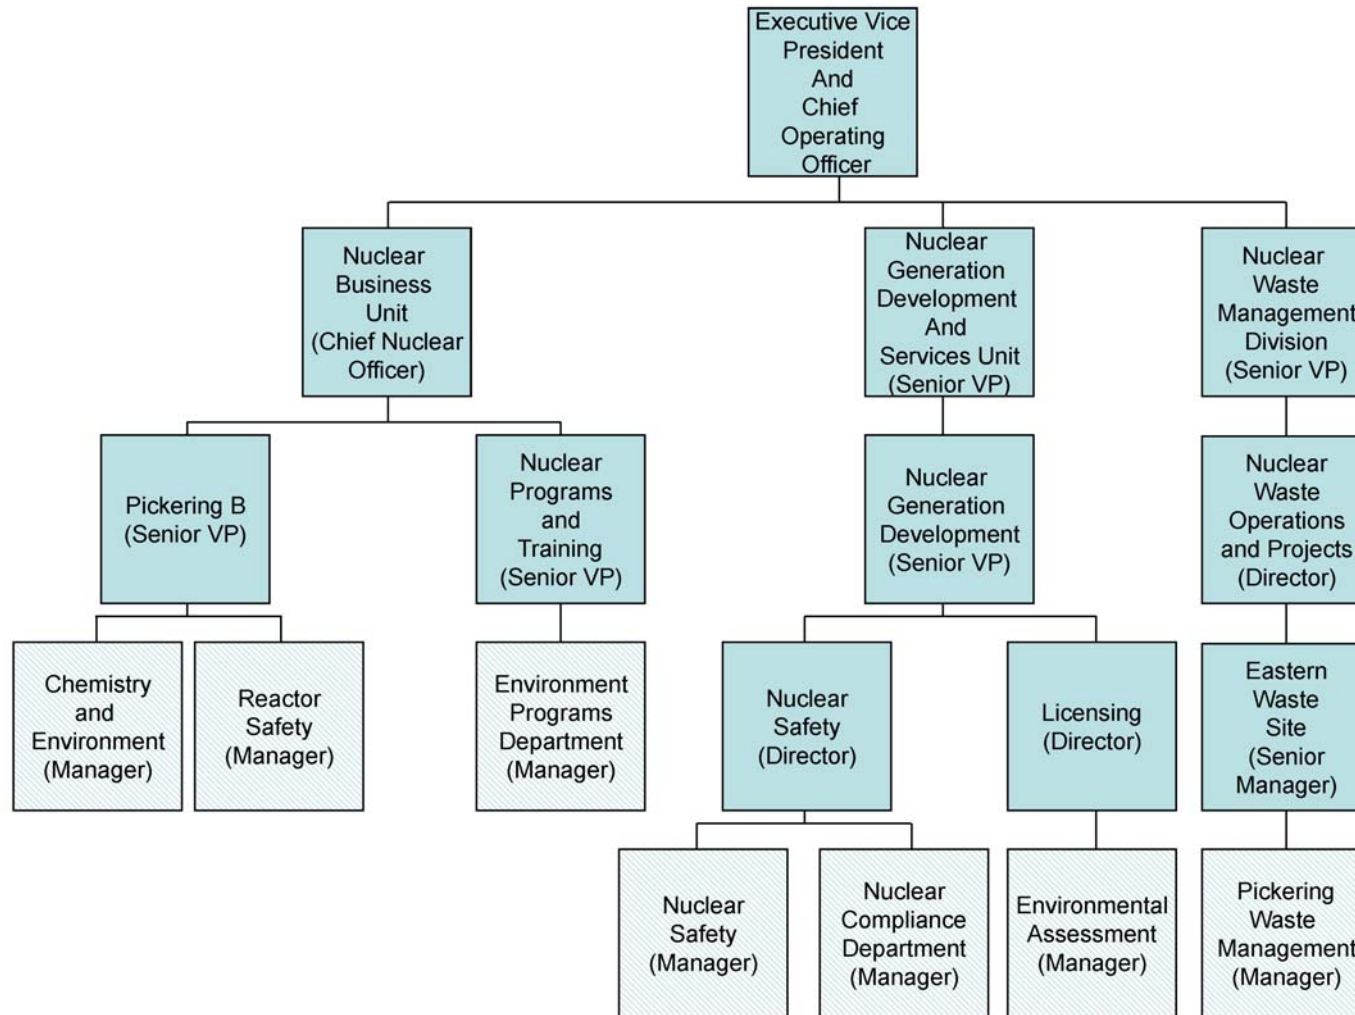 Executive Vice
President
And
Chief
Operating
Officer
Nuclear
Business
Unit
(Chief Nuclear
Officer)
Nuclear
Generation
Development
And
Services Unit
(Senior VP)
Nuclear
Waste
Management
Division
(Senior VP)
Pickering B
(Senior VP)
Nuclear
Programs
and
Training
(Senior VP)
Nuclear
Generation
Development
(Senior VP)
Nuclear
Waste
Operations
and Projects
(Director)
Chemistry
and
Environment
(Manager)
Reactor
Safety
(Manager)
Environment
Programs
Department
(Manager)
Nuclear
Safety
(Director)
Licensing
(Director)
Eastern
Waste
Site
(Senior
Manager)
Nuclear
Safety
(Manager)
Nuclear
Compliance
Department
(Manager)
Environmental
Assessment
(Manager)
Pickering
Waste
Management
(Manager)